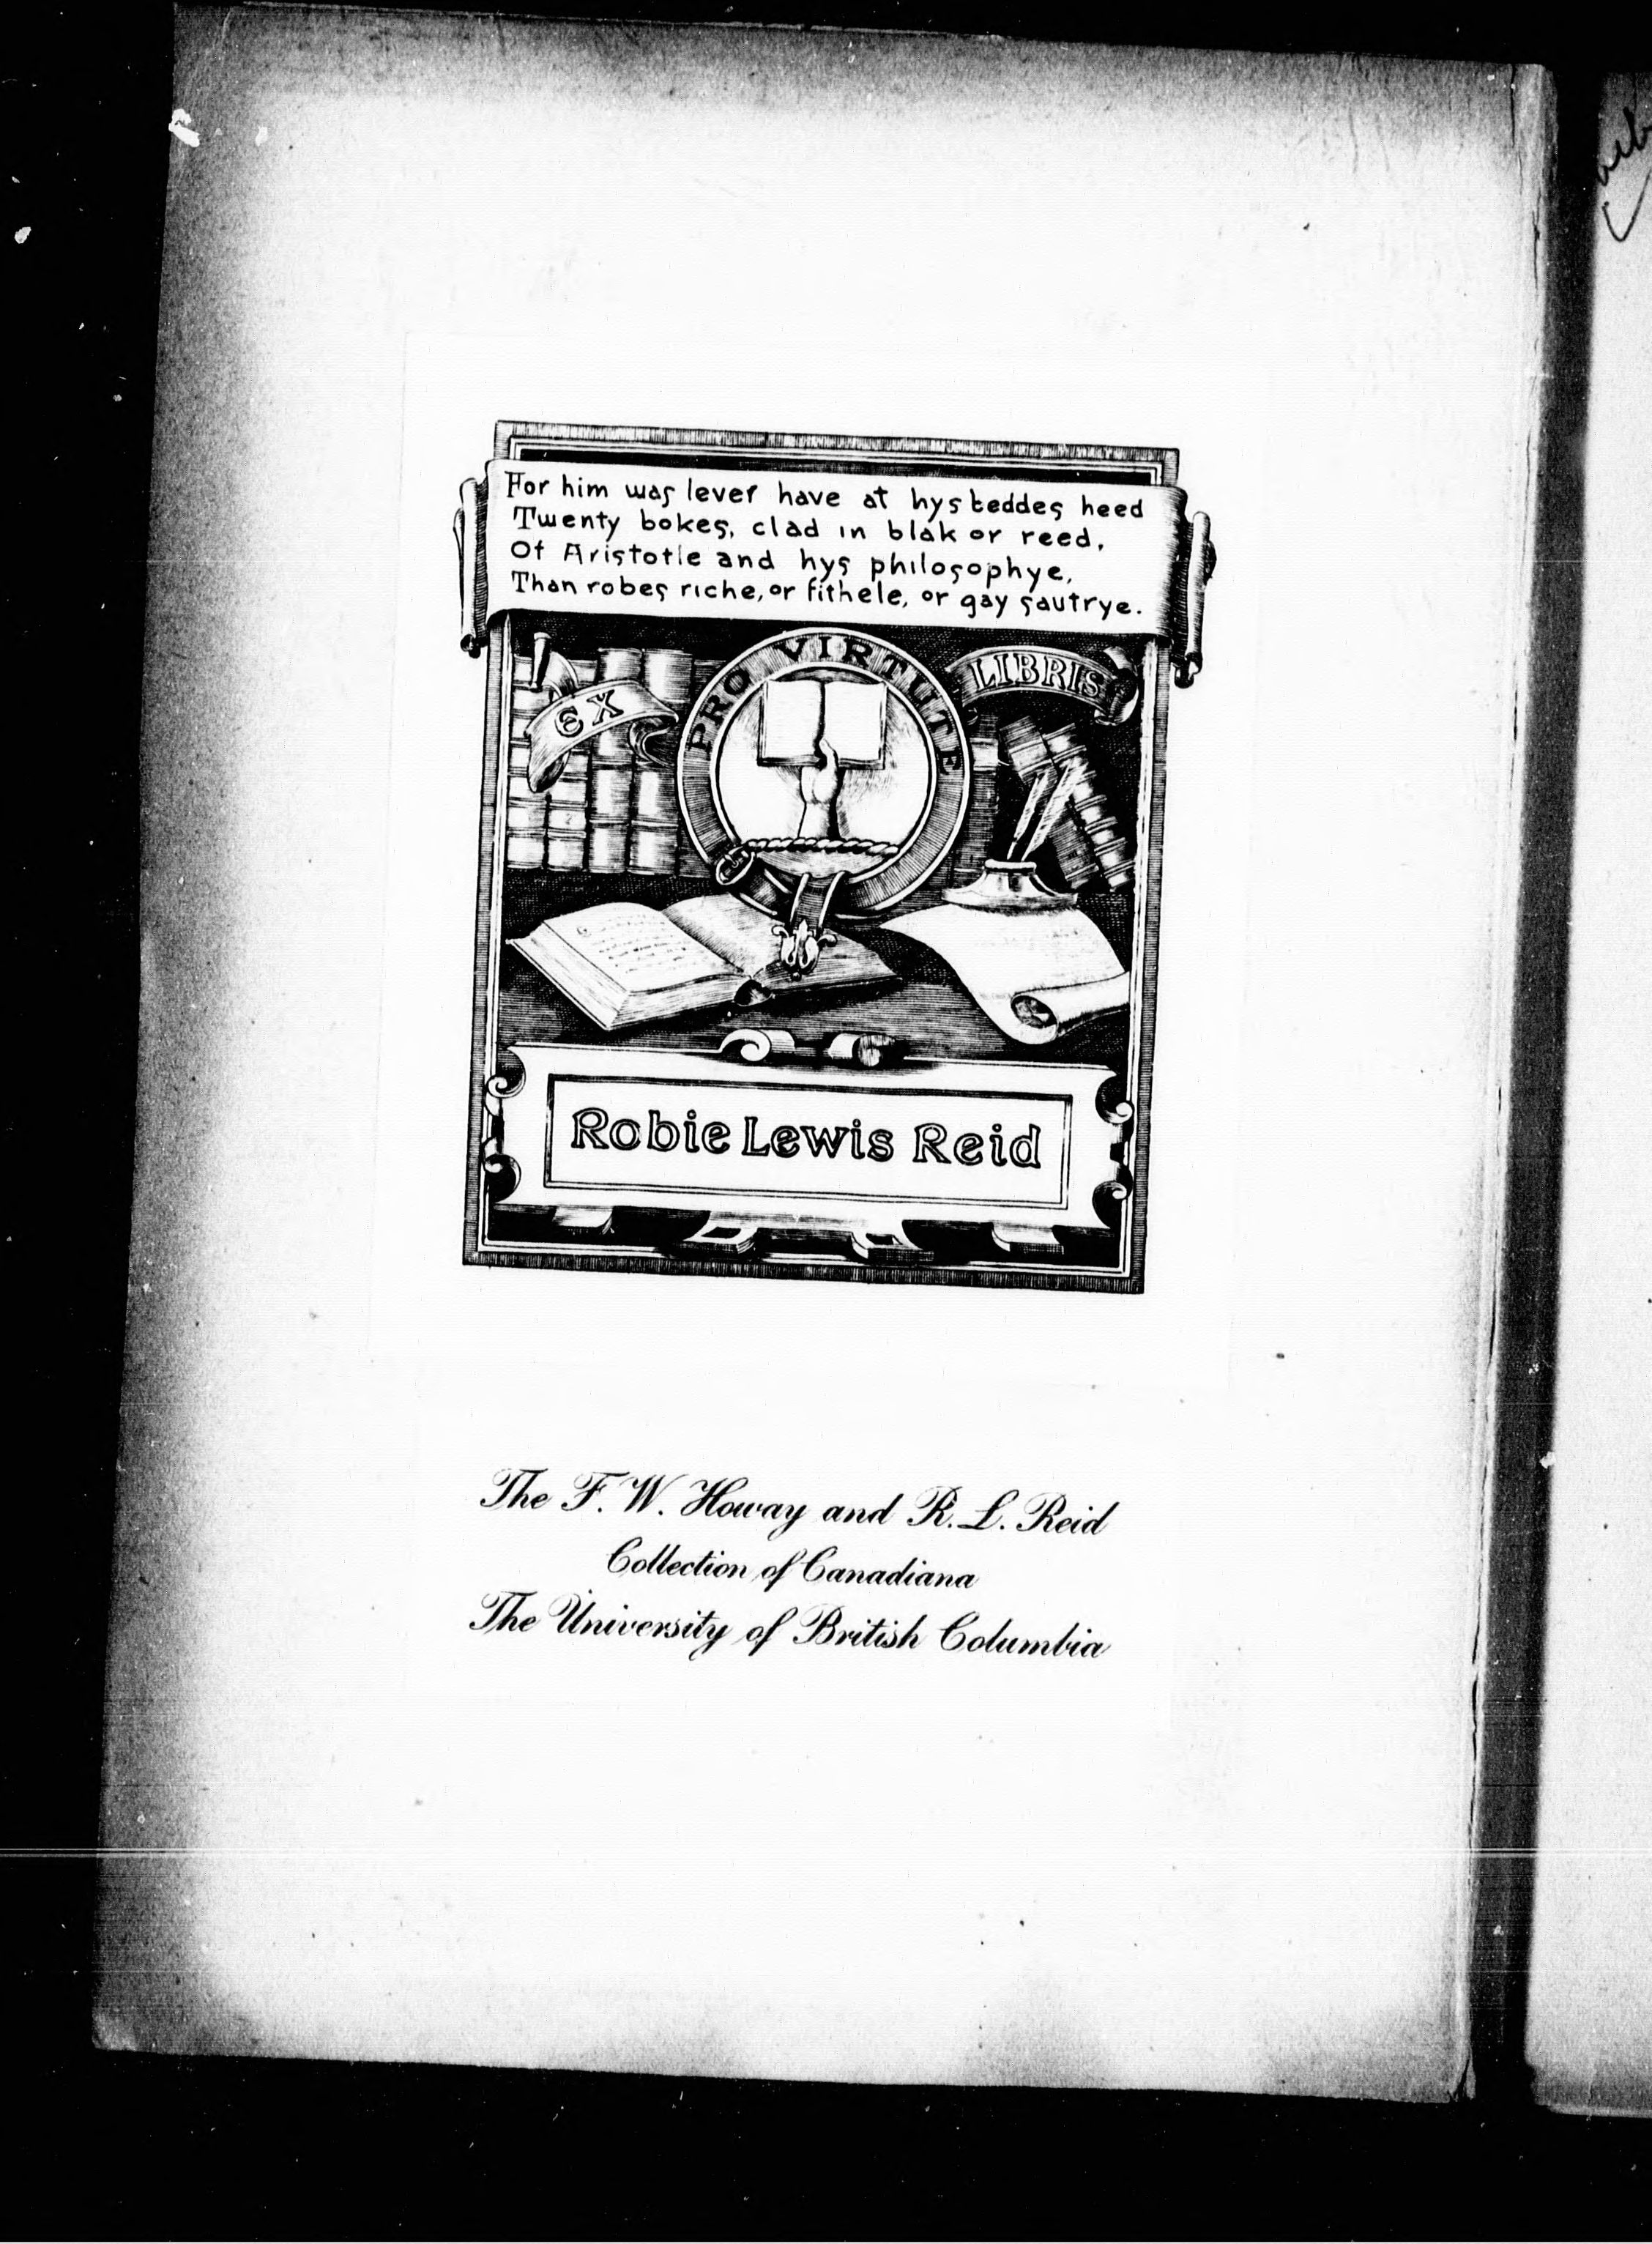 For him was lever have at hys beddes heed
Twenty bokes, clad in blak or reed,
Of Aristotle and hys philosophye,
Than robes riche, or fithele, or gay sautrye.
EX LIBRIS
PRO VIRTUTE
Robie Lewis Reid
The F. W. Howay and R. L. Reid
Collection of Canadiana
The University of British Columbia